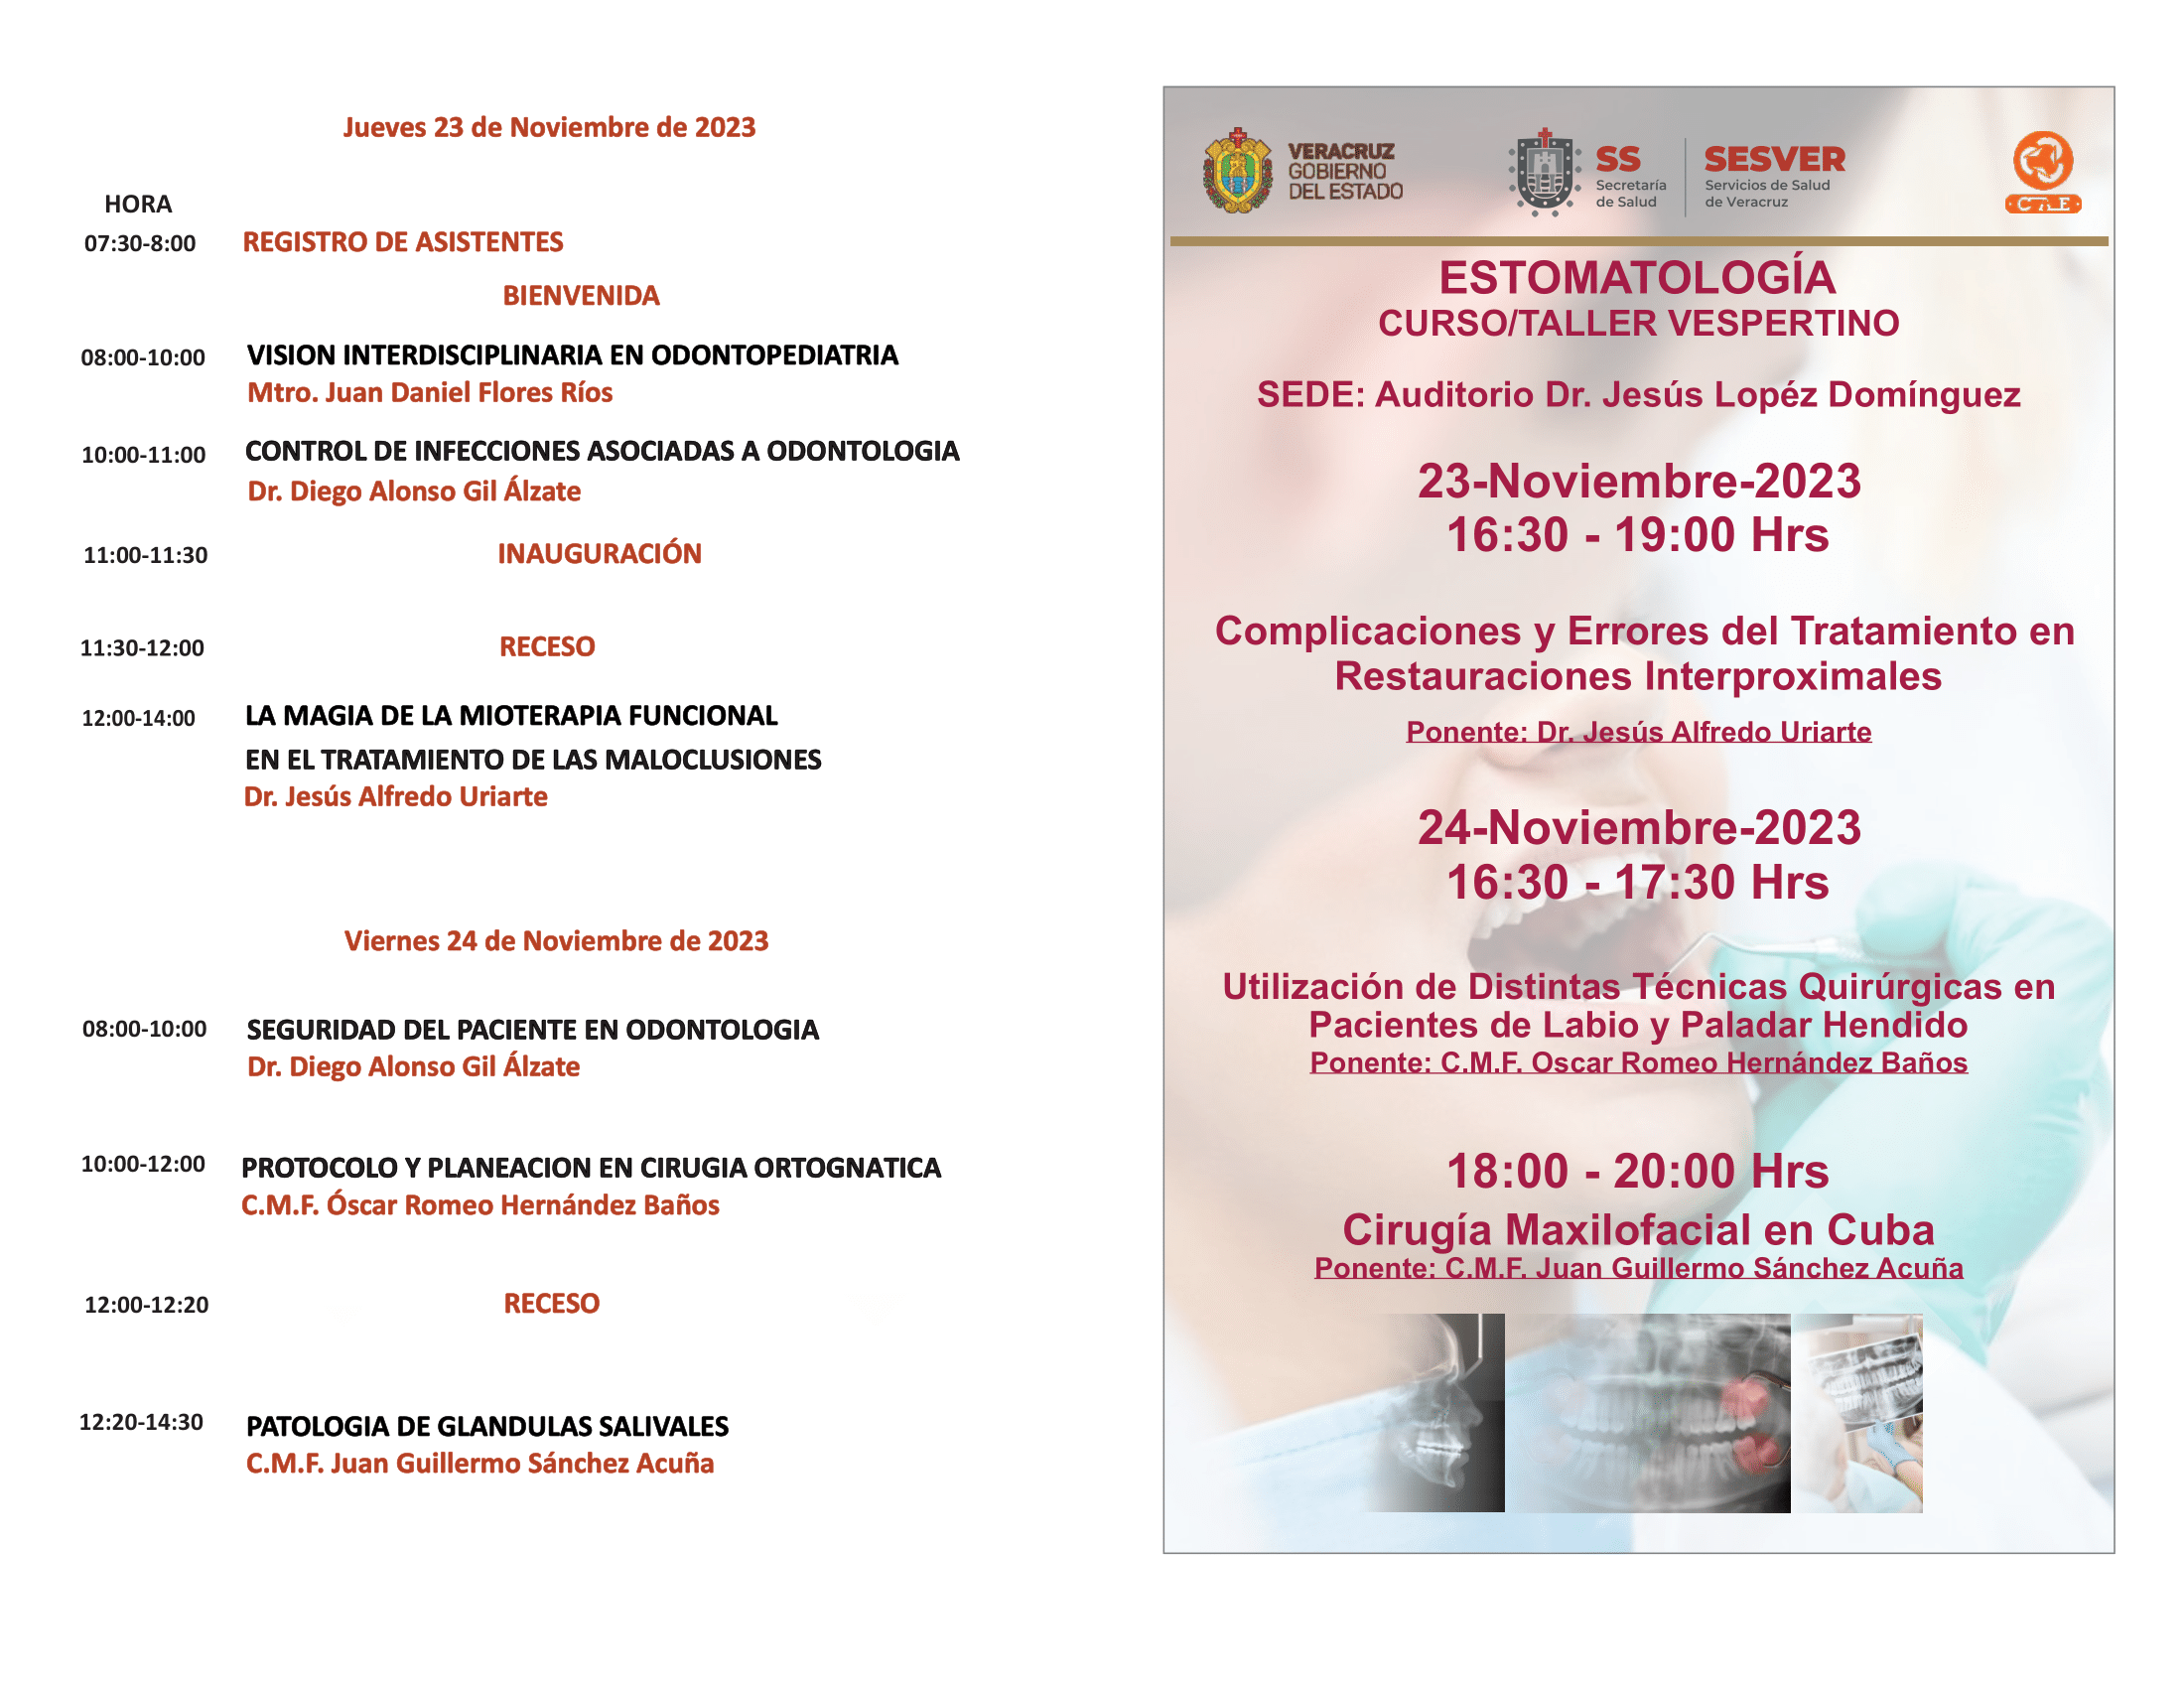 Jueves 23 de Noviembre de 2023
HORA
07:30-8:00 REGISTRO DE ASISTENTES
BIENVENIDA
08:00-10:00 VISION INTERDISCIPLINARIA EN ODONTOPEDIATRIA
Mtro. Juan Daniel Flores Ríos
10:00-11:00 CONTROL DE INFECCIONES ASOCIADAS A ODONTOLOGIA
Dr. Diego Alonso Gil Álzate
11:00-11:30 INAUGURACIÓN
11:30-12:00 RECESO
12:00-14:00 LA MAGIA DE LA MIOTERAPIA FUNCIONAL
EN EL TRATAMIENTO DE LAS MALOCLUSIONES
Dr. Jesús Alfredo Uriarte
Viernes 24 de Noviembre de 2023
08:00-10:00 SEGURIDAD DEL PACIENTE EN ODONTOLOGIA
Dr. Diego Alonso Gil Álzate
10:00-12:00 PROTOCOLO Y PLANEACION EN CIRUGIA ORTOGNATICA
C.M.F. Óscar Romeo Hernández Baños
12:00-12:20 RECESO
12:20-14:30 PATOLOGIA DE GLANDULAS SALIVALES
C.M.F. Juan Guillermo Sánchez Acuña
VERACRUZ
GOBIERNO
DEL ESTADO
SS
Secretaría
de Salud
SESVER
Servicios de Salud
de Veracruz
ESTOMATOLOGÍA
CURSO/TALLER VESPERTINO
SEDE: Auditorio Dr. Jesús Lopéz Domínguez
23-Noviembre-2023
16:30 - 19:00 Hrs
Complicaciones y Errores del Tratamiento en
Restauraciones Interproximales
Ponente: Dr. Jesús Alfredo Uriarte
24-Noviembre-2023
16:30 - 17:30 Hrs
Utilización de Distintas Técnicas Quirúrgicas en
Pacientes de Labio y Paladar Hendido
Ponente: C.M.F. Oscar Romeo Hernández Baños
18:00 - 20:00 Hrs
Cirugía Maxilofacial en Cuba
Ponente: C.M.F. Juan Guillermo Sánchez Acuña